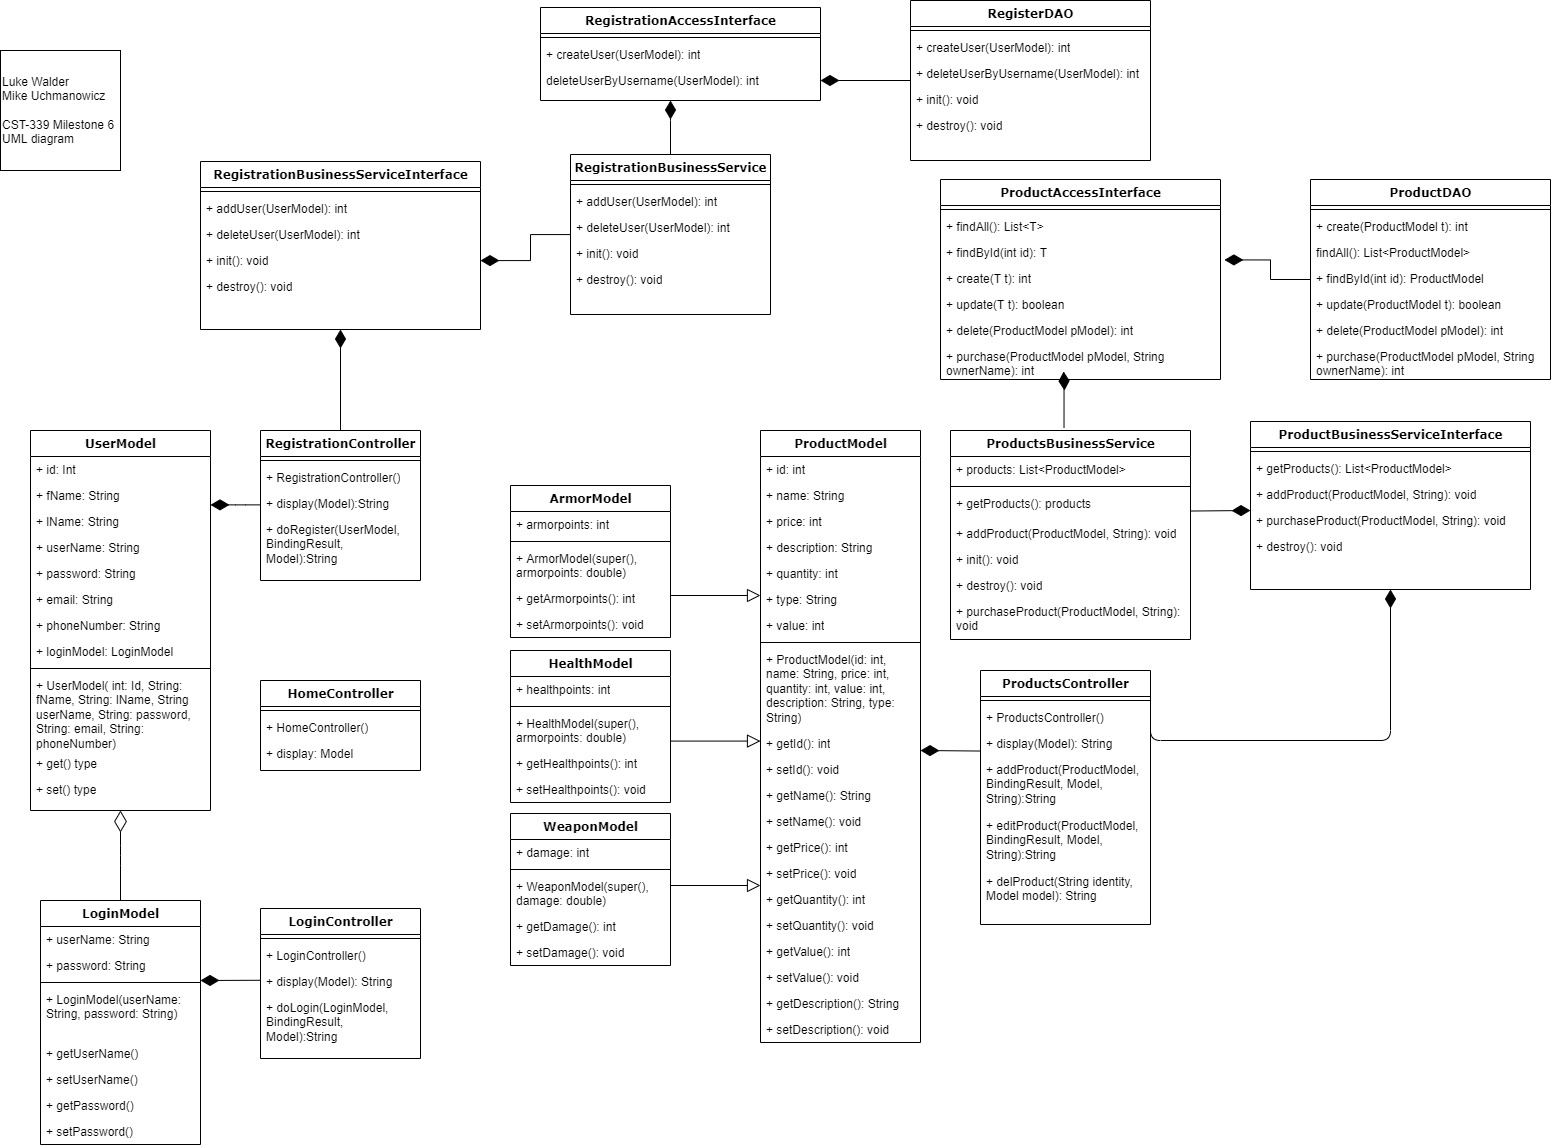 Luke Walder
Mike Uchmanowicz
CST-339 Milestone 6
UML diagram
RegistrationAccessInterface
+ createUser(UserModel): int
deleteUserByUsername(UserModel): int
RegisterDAO
+ createUser(UserModel): int
+ deleteUserByUsername(UserModel): int
+ init(): void
+ destroy(): void
RegistrationBusinessServiceInterface
+ addUser(UserModel): int
+ deleteUser(UserModel): int
+ init(): void
+ destroy(): void
RegistrationBusinessService
+ addUser(UserModel): int
+ deleteUser(UserModel): int
+ init(): void
+ destroy(): void
ProductAccessInterface
+ findAll(): List<T>
+ findById(int id): T
+ create(T t): int
+ update(T t): boolean
+ delete(ProductModel pModel): int
+ purchase(ProductModel pModel, String
ownerName): int
ProductDAO
+ create(ProductModel t): int
findAll(): List<ProductModel>
+ findById(int id): ProductModel
+ update(ProductModel t): boolean
+ delete(ProductModel pModel): int
+ purchase(ProductModel pModel, String
ownerName): int
UserModel
+ id: Int
+ fName: String
+ lName: String
+ userName: String
+ password: String
+ email: String
+ phoneNumber: String
+ loginModel: LoginModel
+ UserModel( int: Id, String:
fName, String: lName, String
userName, String: password,
String: email, String:
phoneNumber)
+ get() type
+ set() type
RegistrationController
+ RegistrationController()
+ display(Model):String
+ doRegister(UserModel,
BindingResult,
Model):String
HomeController
+ HomeController()
+ display: Model
LoginModel
+ userName: String
+ password: String
+ LoginModel(userName:
String, password: String)
+ getUserName()
+ setUserName()
+ getPassword()
+ setPassword()
LoginController
+ LoginController()
+ display(Model): String
+ doLogin(LoginModel,
BindingResult,
Model):String
ArmorModel
+ armorpoints: int
+ ArmorModel(super(),
armorpoints: double)
+ getArmorpoints(): int
+ setArmorpoints(): void
HealthModel
+ healthpoints: int
+ HealthModel(super(),
armorpoints: double)
+ getHealthpoints(): int
+ setHealthpoints(): void
WeaponModel
+ damage: int
+ WeaponModel(super(),
damage: double)
+ getDamage(): int
+ setDamage(): void
ProductModel
+ id: int
+ name: String
+ price: int
+ description: String
+ quantity: int
+ type: String
+ value: int
+ ProductModel(id: int,
name: String, price: int,
quantity: int, value: int,
description: String, type:
String)
+ getId(): int
+ setId(): void
+ getName(): String
+ setName(): void
+ getPrice(): int
+ setPrice(): void
+ getQuantity(): int
+ setQuantity(): void
+ getValue(): int
+ setValue(): void
+ getDescription(): String
+ setDescription(): void
ProductsBusinessService
+ products: List<ProductModel>
+ getProducts(): products
+ addProduct(ProductModel, String): void
+ init(): void
+ destroy(): void
+ purchaseProduct(ProductModel, String):
void
ProductBusinessServiceInterface
+ getProducts(): List<ProductModel>
+ addProduct(ProductModel, String): void
+ purchaseProduct(ProductModel, String): void
+ destroy(): void
ProductsController
+ ProductsController()
+ display(Model): String
+ addProduct(ProductModel,
BindingResult, Model,
String):String
+ editProduct(ProductModel,
BindingResult, Model,
String):String
+ delProduct(String identity,
Model model): String